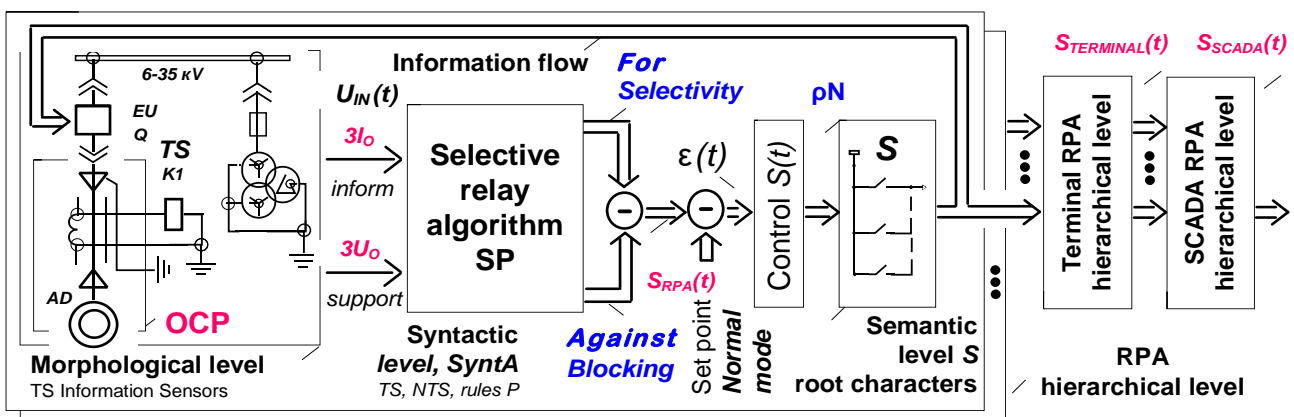 6-35 кV
EU
Q
TS
K1
AD
OCP
Morphological level
TS Information Sensors
Information flow
U_IN(t)
3I_O
inform
3U_O
support
Selective
relay
algorithm
SP
Syntactic
level, SyntA
TS, NTS, rules P
For
Selectivity
Against
Blocking
S_RPA(t)
ε(t)
Set point
Normal
mode
Control S(t)
ρN
S
Semantic
level S
root characters
S_TERMINAL(t)
S_SCADA(t)
Terminal RPA
hierarchical level
SCADA RPA
hierarchical level
RPA
hierarchical level